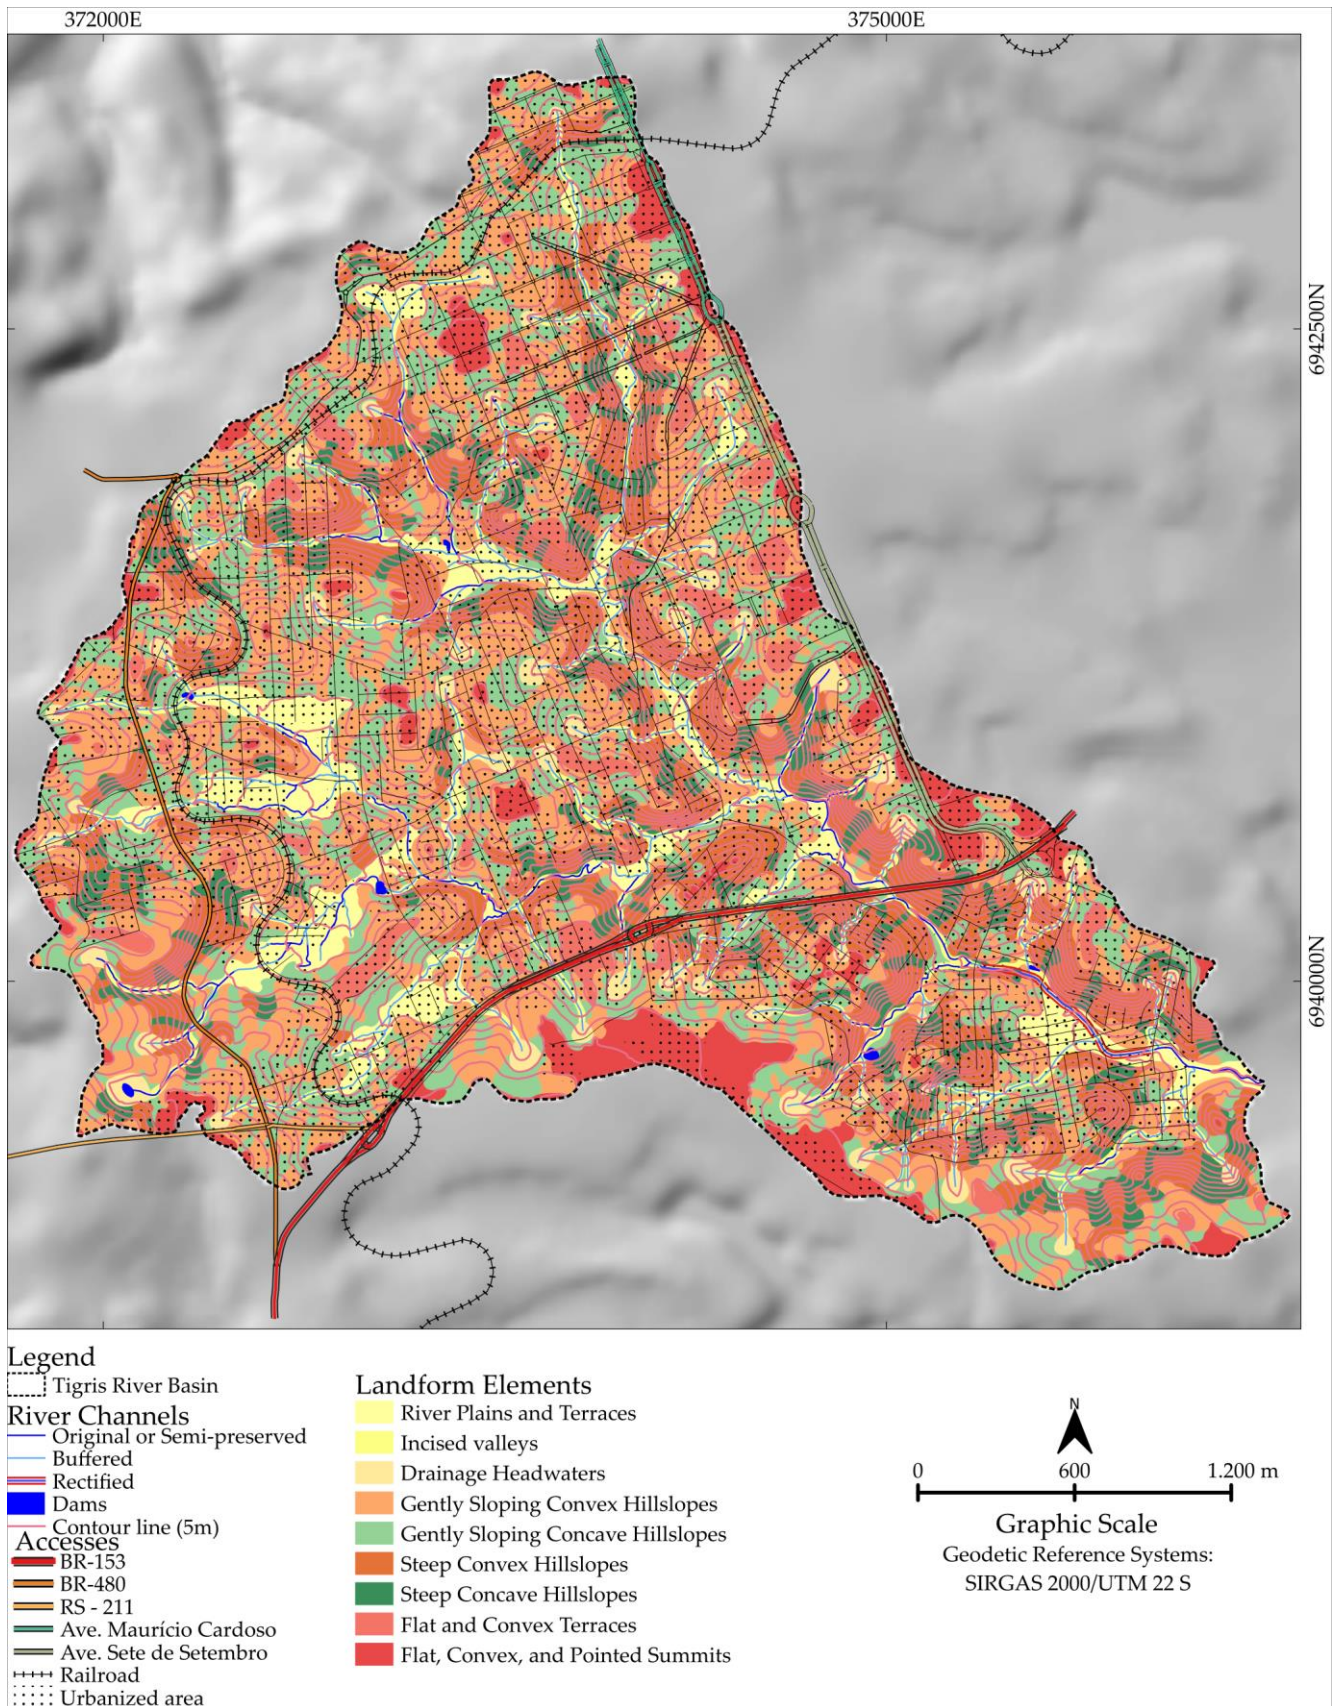 372000E
375000E
6942500N
6940000N
Legend
Tigris River Basin
River Channels
Original or Semi-preserved
Buffered
Rectified
Dams
Contour line (5m)
Accesses
BR-153
BR-480
RS - 211
Ave. Maurício Cardoso
Ave. Sete de Setembro
Railroad
Urbanized area
Landform Elements
River Plains and Terraces
Incised valleys
Drainage Headwaters
Gently Sloping Convex Hillslopes
Gently Sloping Concave Hillslopes
Steep Convex Hillslopes
Steep Concave Hillslopes
Flat and Convex Terraces
Flat, Convex, and Pointed Summits
N
0 600 1.200 m
Graphic Scale
Geodetic Reference Systems:
SIRGAS 2000/UTM 22 S